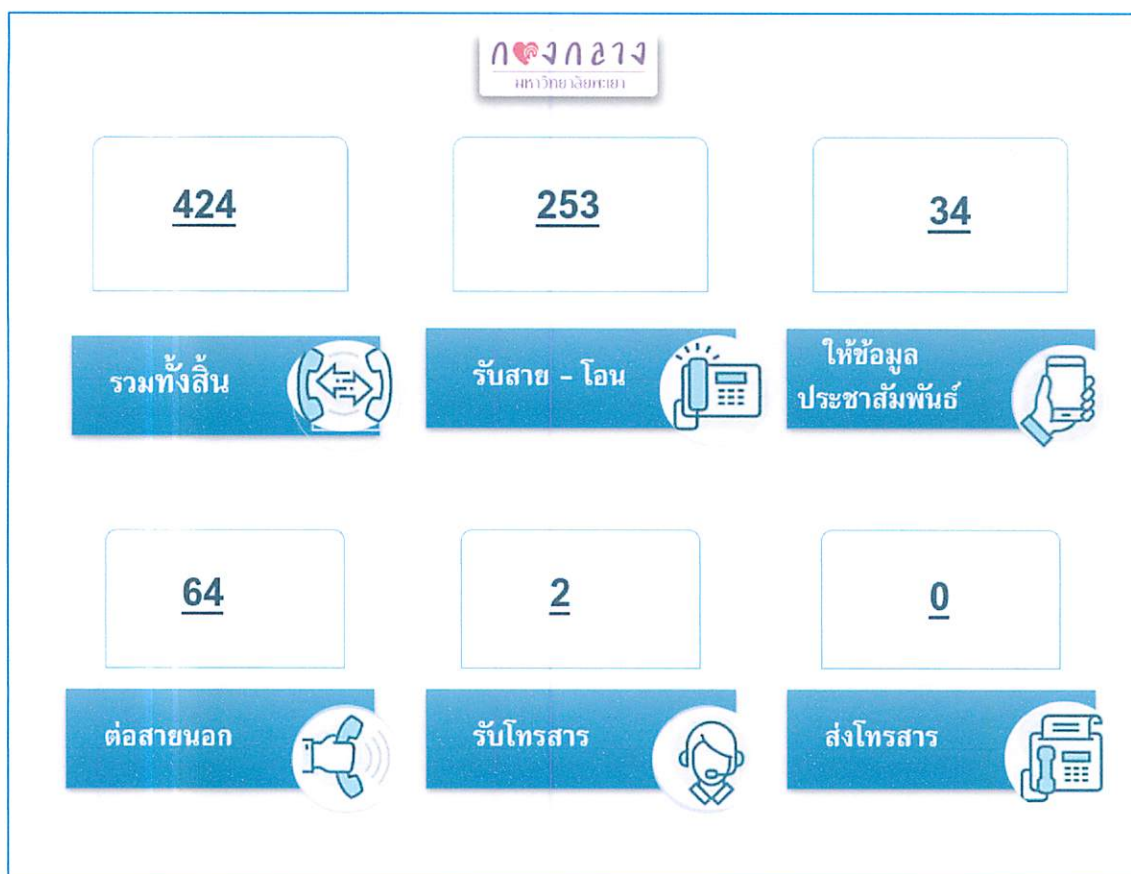 กองกลาง
มหาวิทยาลัยพะเยา
424
253
34
รวมทั้งสิ้น
รับสาย - โอน
ให้ข้อมูล
ประชาสัมพันธ์
64
2
0
ต่อสายนอก
รับโทรสาร
ส่งโทรสาร